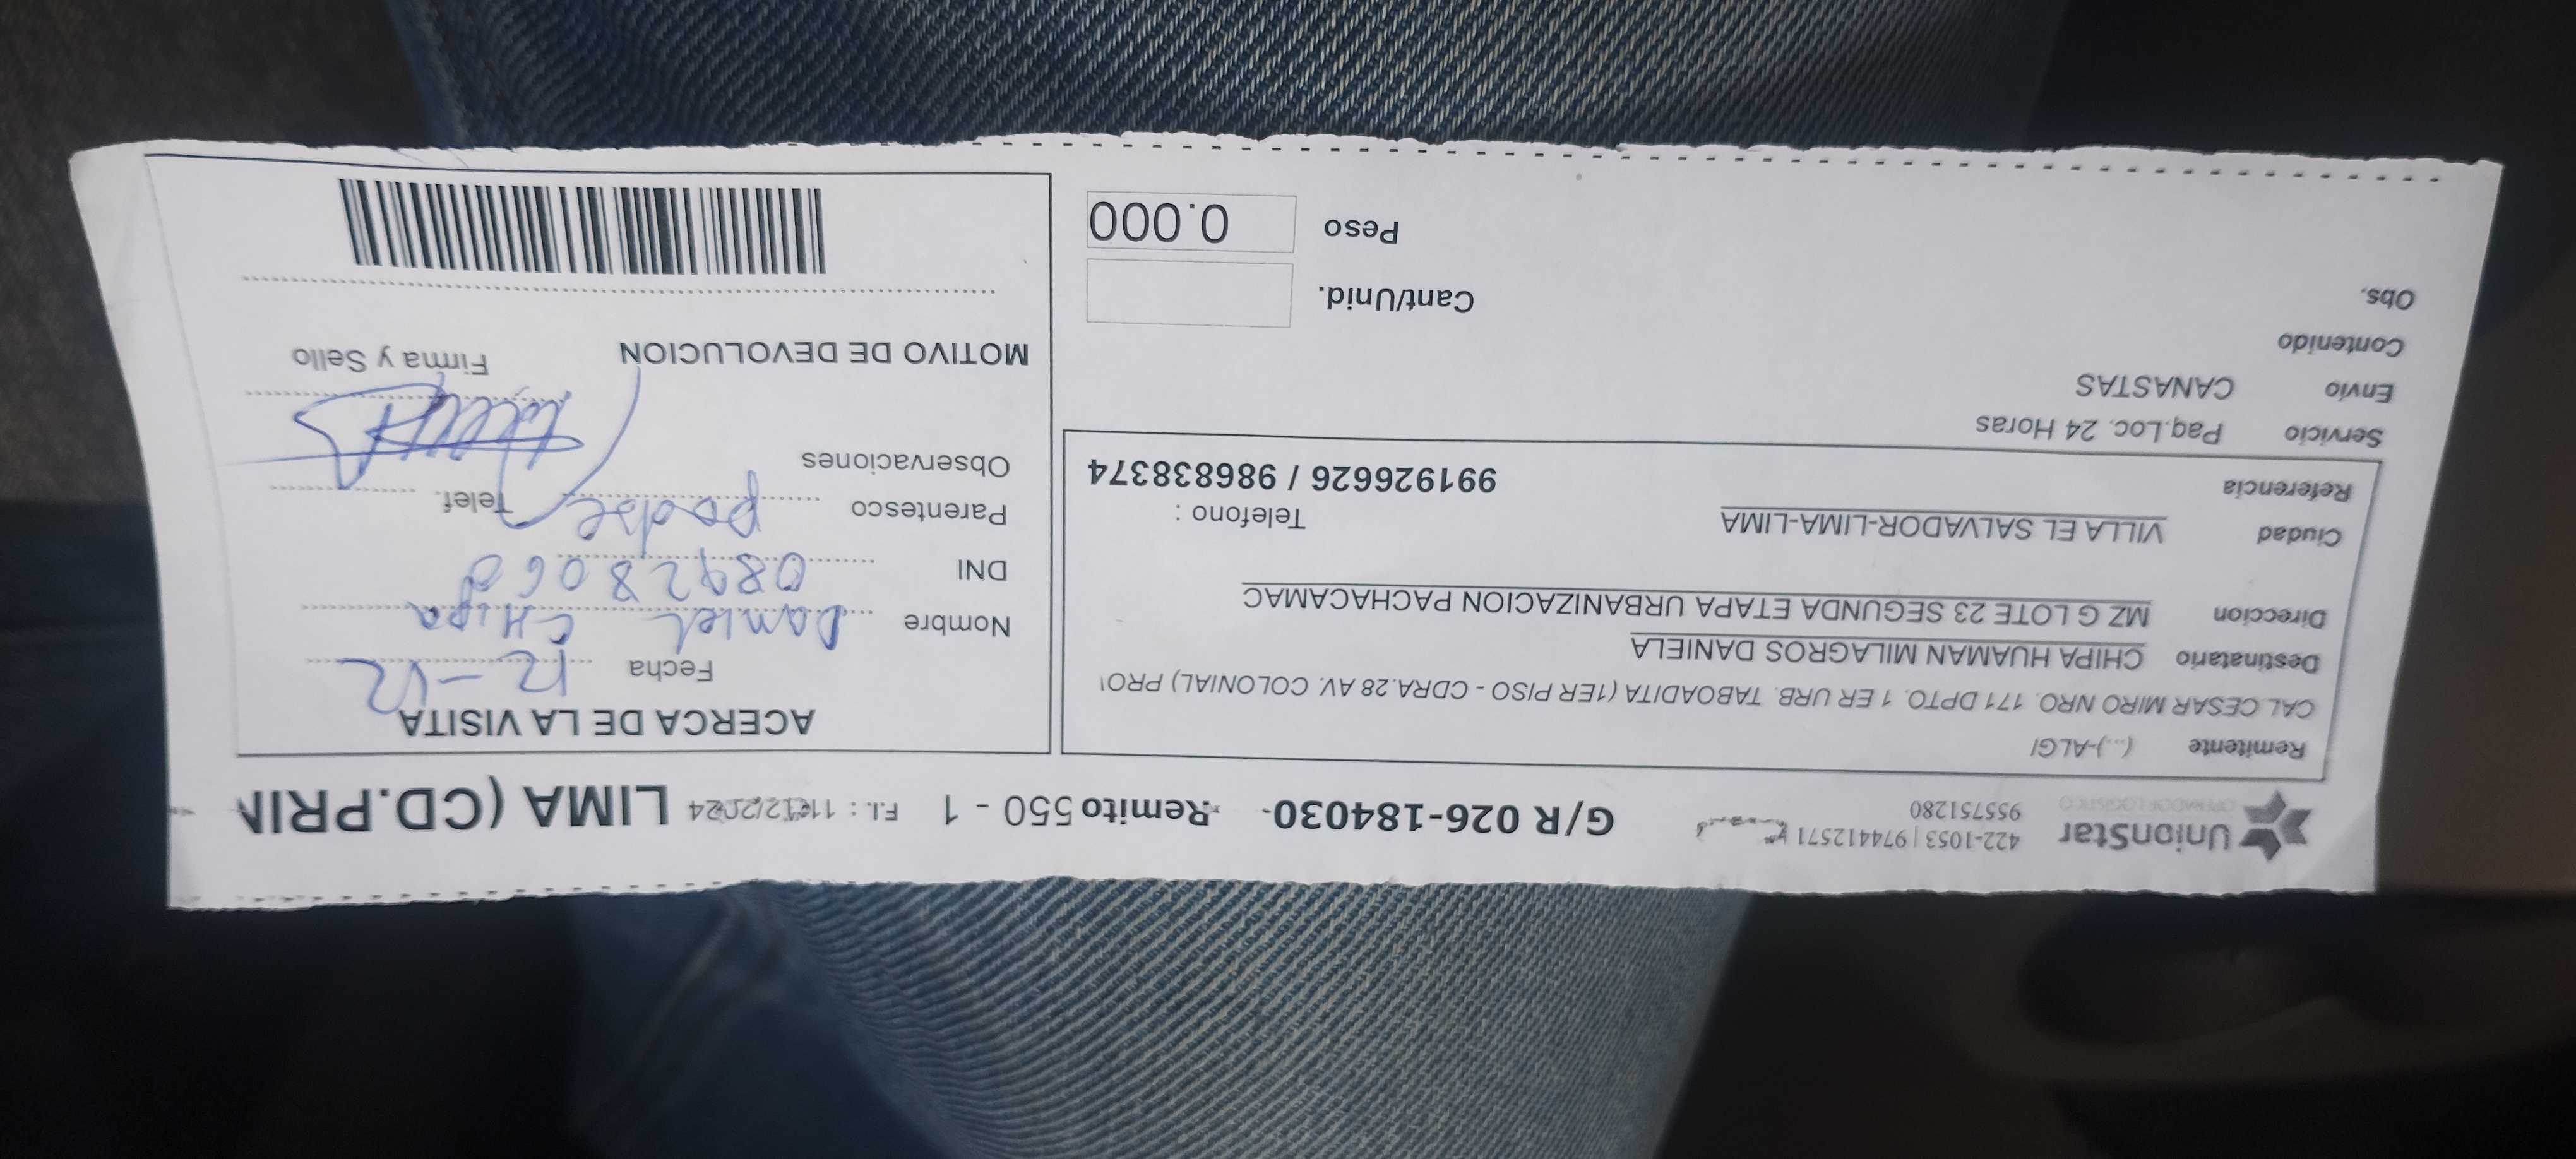 UnionStar 422-1053 | 974412571
OPERADOR LOGISTICO 955751280
G/R 026-184030 Remito 550 - 1 F.I. : 11/12/2024 LIMA (CD.PRIN
Remitente (...)-ALGI
CAL CESAR MIRO NRO. 171 DPTO. 1 ER URB. TABOADITA (1ER PISO - CDRA.28 AV. COLONIAL) PRO
Destinatario CHIPA HUAMAN MILAGROS DANIELA
Direccion MZ G LOTE 23 SEGUNDA ETAPA URBANIZACION PACHACAMAC
Ciudad VILLA EL SALVADOR-LIMA-LIMA Telefono :
Referencia 991926626 / 986838374
Servicio Paq.Loc. 24 Horas
Envio CANASTAS
Contenido
Obs.
Cant/Unid.
Peso 0.000
ACERCA DE LA VISITA
Fecha 12-12
Nombre Daniel CHipa
DNI 08928060
Parentesco padre Telef.
Observaciones
MOTIVO DE DEVOLUCION Firma y Sello